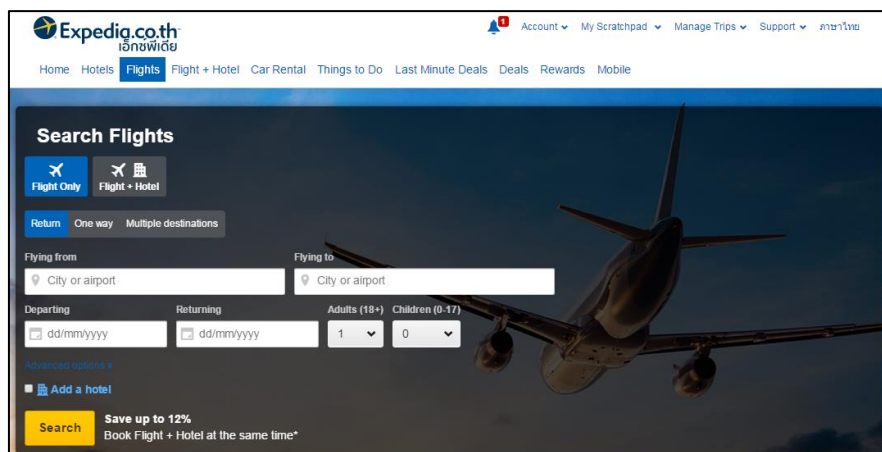 Expedia.co.th
เอ็กซ์พีเดีย
1
Account My Scratchpad Manage Trips Support ภาษาไทย
Home Hotels Flights Flight + Hotel Car Rental Things to Do Last Minute Deals Deals Rewards Mobile
Search Flights
Flight Only Flight + Hotel
Return One way Multiple destinations
Flying from Flying to
City or airport City or airport
Departing Returning Adults (18+) Children (0-17)
dd/mm/yyyy dd/mm/yyyy 1 0
Advanced options
Add a hotel
Search
Save up to 12%
Book Flight + Hotel at the same time*